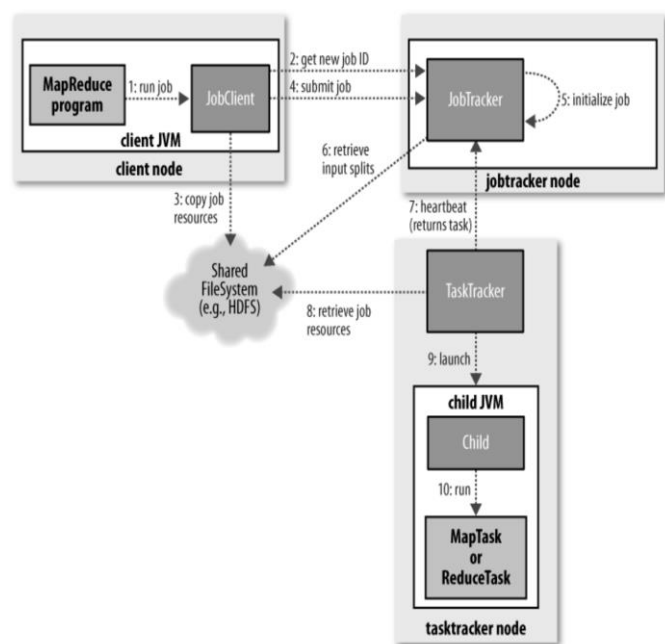 MapReduce
program
1: run job
JobClient
client JVM
client node
2: get new job ID
4: submit job
JobTracker
5: initialize job
jobtracker node
3: copy job
resources
6: retrieve
input splits
7: heartbeat
(returns task)
Shared
FileSystem
(e.g., HDFS)
8: retrieve job
resources
TaskTracker
9: launch
child JVM
Child
10: run
MapTask
or
ReduceTask
tasktracker node